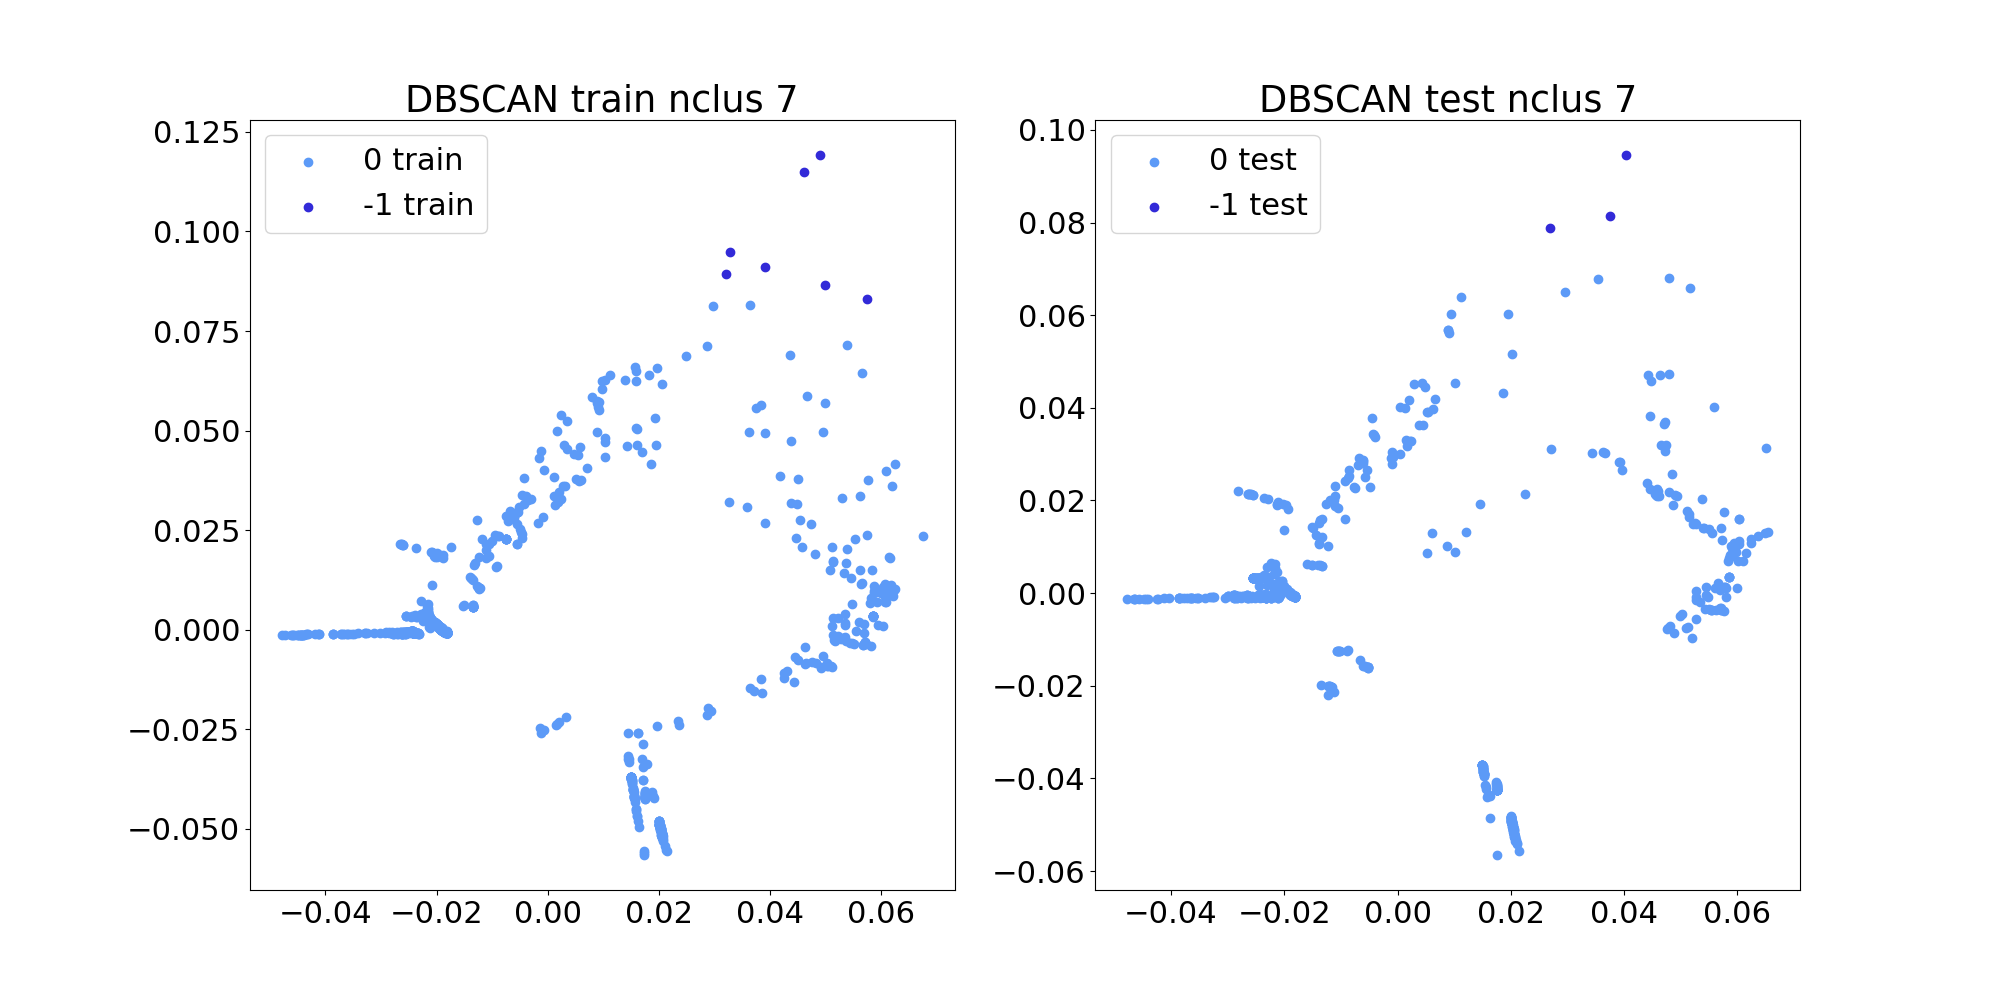 DBSCAN train nclus 7
0 train
-1 train
0.125
0.100
0.075
0.050
0.025
0.000
−0.025
−0.050
−0.04 −0.02 0.00 0.02 0.04 0.06
DBSCAN test nclus 7
0 test
-1 test
0.10
0.08
0.06
0.04
0.02
0.00
−0.02
−0.04
−0.06
−0.04 −0.02 0.00 0.02 0.04 0.06